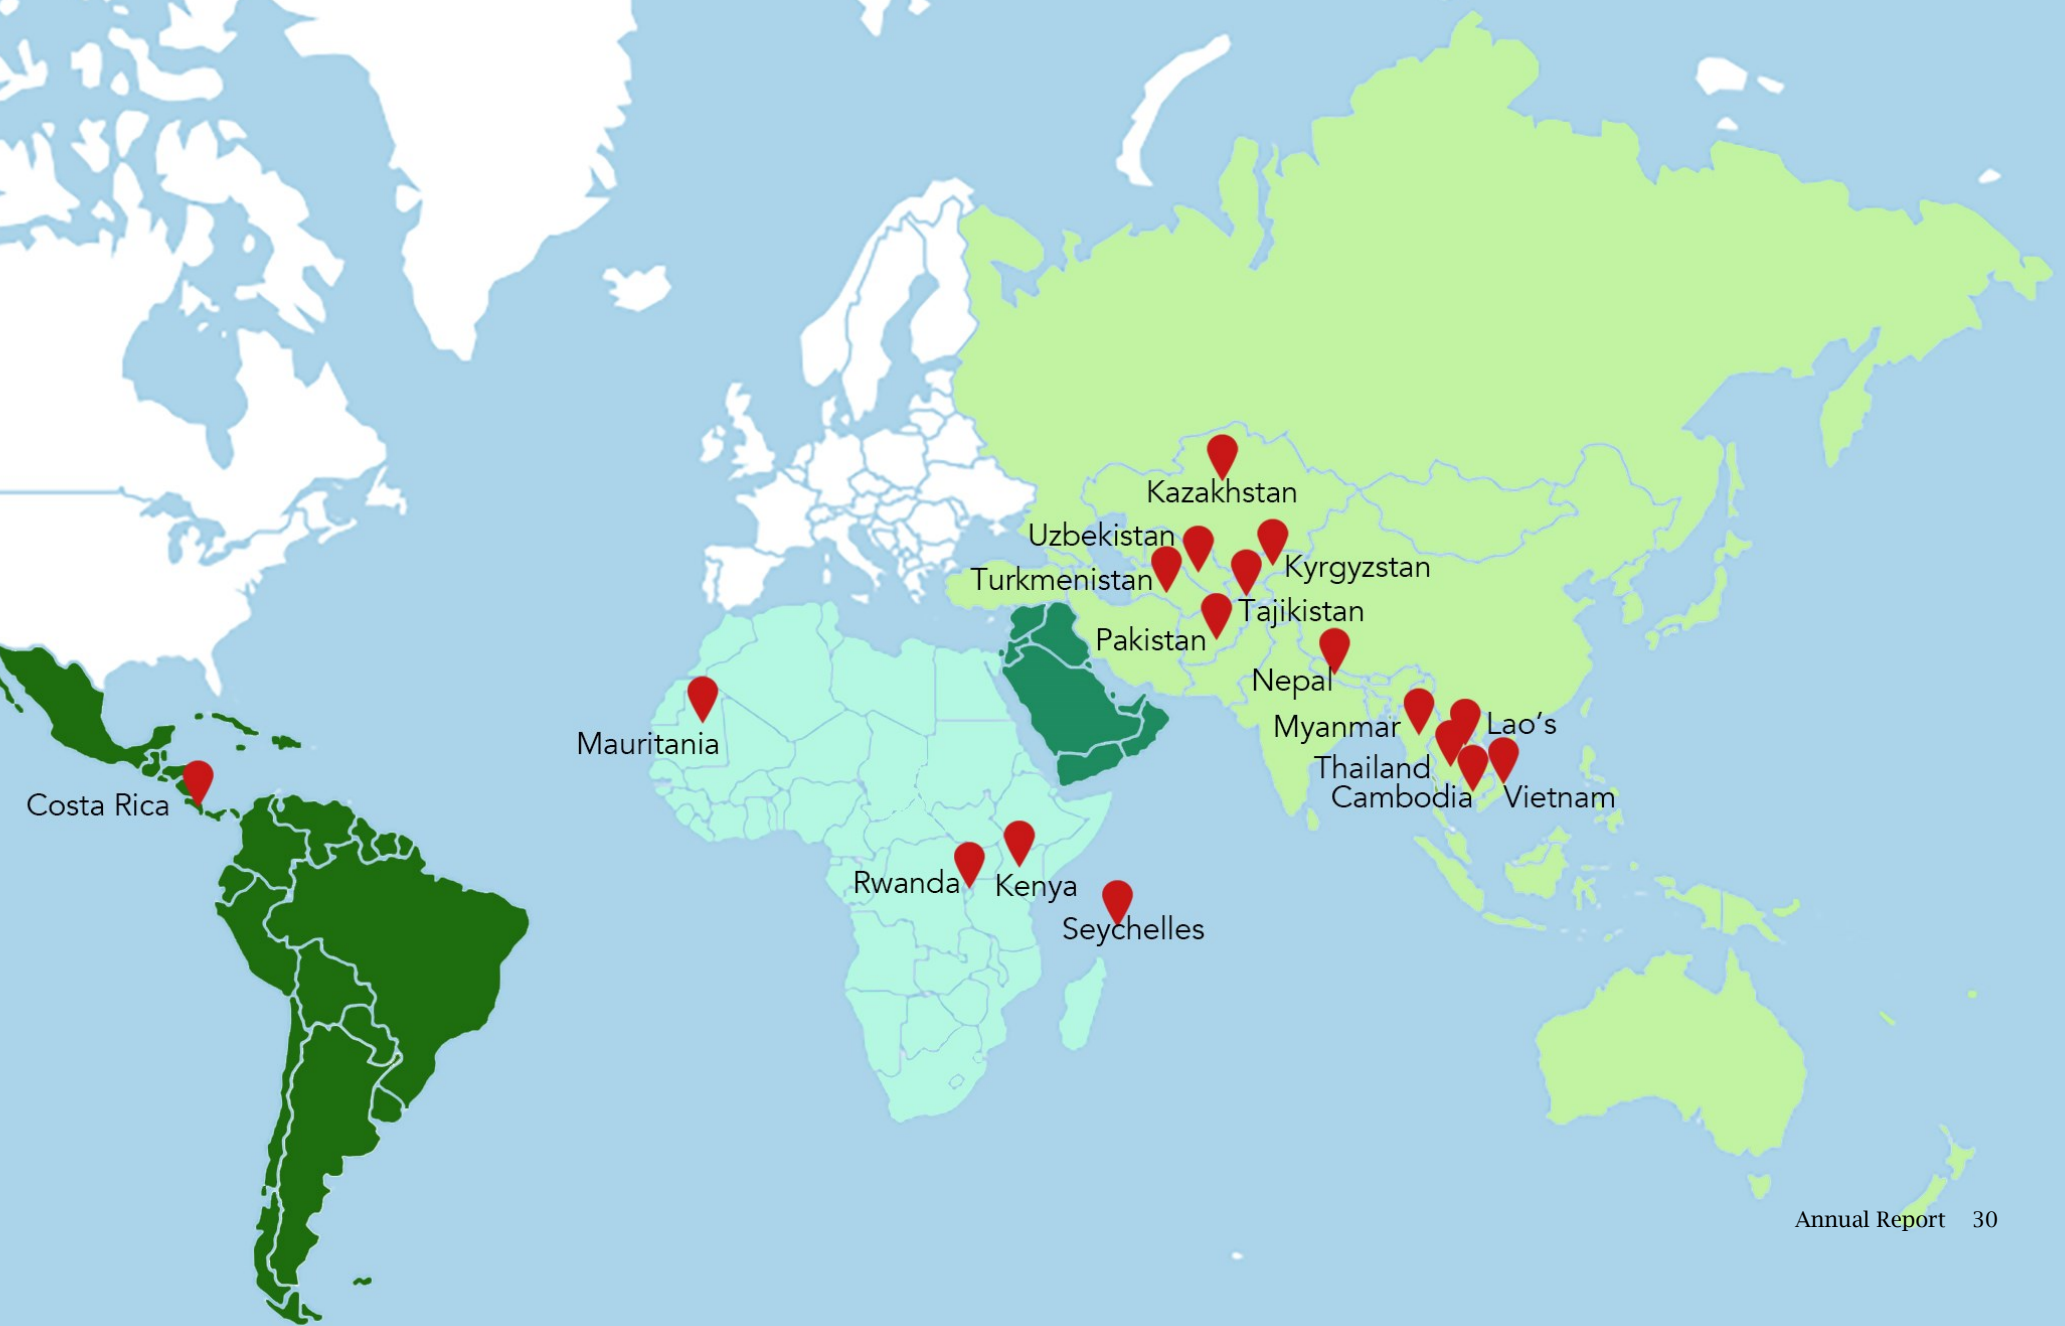 Kazakhstan
Uzbekistan
Kyrgyzstan
Turkmenistan
Tajikistan
Pakistan
Nepal
Myanmar
Lao’s
Mauritania
Thailand
Cambodia
Vietnam
Costa Rica
Rwanda
Kenya
Seychelles
Annual Report 30